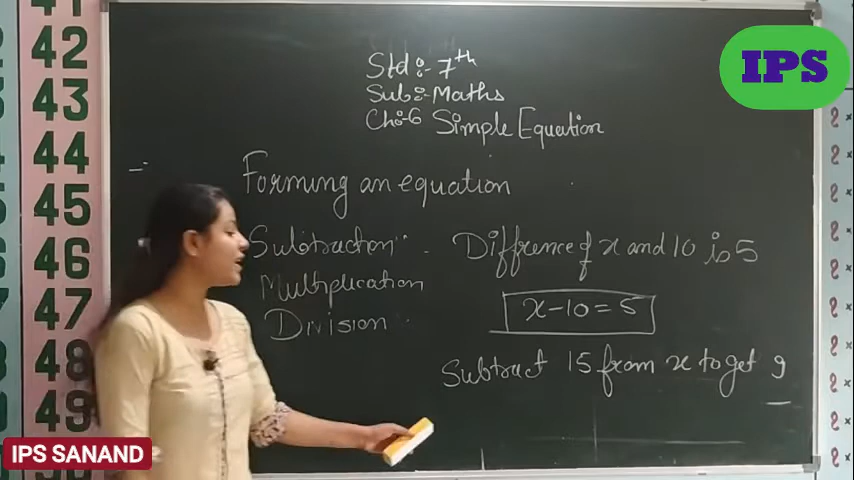 IPS
Std :- 7th
Sub :- Maths
Ch:-6 Simple Equation
Forming an equation
Subtraction
Multiplication
Division
Diffrence of x and 10 is 5
x-10=5
Subtract 15 from x to get 9
41
42
43
44
45
46
47
48
49
IPS SANAND